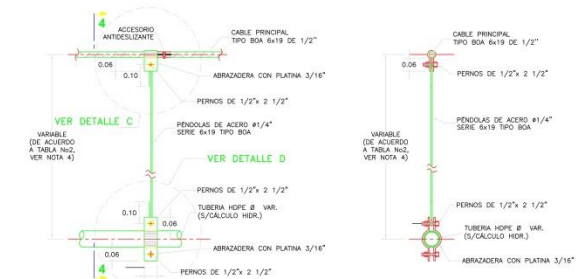 4
ACCESORIO
ANTIDESLIZANTE
CABLE PRINCIPAL
TIPO BOA 6x19 DE 1/2"
0.06
0.10
ABRAZADERA CON PLATINA 3/16"
PERNOS DE 1/2"x 2 1/2"
VER DETALLE C
PÉNDOLAS DE ACERO ø1/4"
SERIE 6x19 TIPO BOA
VARIABLE
(DE ACUERDO
A TABLA No2,
VER NOTA 4)
VER DETALLE D
PERNOS DE 1/2"x 2 1/2"
0.10
0.06
TUBERIA HDPE Ø VAR.
(S/CÁLCULO HIDR.)
0.06
ABRAZADERA CON PLATINA 3/16"
4
PERNOS DE 1/2"x 2 1/2"
CABLE PRINCIPAL
TIPO BOA 6x19 DE 1/2"
0.06
PERNOS DE 1/2"x 2 1/2"
PÉNDOLAS DE ACERO ø1/4"
SERIE 6x19 TIPO BOA
VARIABLE
(DE ACUERDO
A TABLA No2,
VER NOTA 4)
PERNOS DE 1/2"x 2 1/2"
TUBERIA HDPE Ø VAR.
(S/CÁLCULO HIDR.)
ABRAZADERA CON PLATINA 3/16"